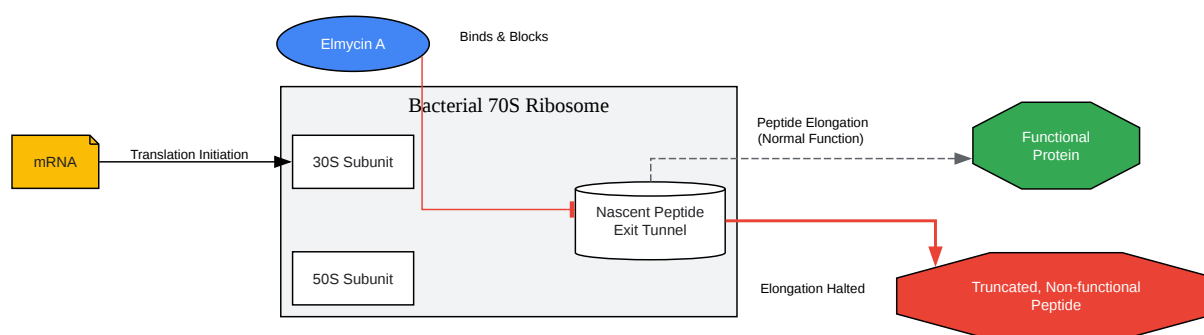 Elmycin A
Binds & Blocks
Bacterial 70S Ribosome
mRNA
Translation Initiation
30S Subunit
Peptide Elongation
(Normal Function)
Functional
Protein
Nascent Peptide
Exit Tunnel
50S Subunit
Elongation Halted
Truncated, Non-functional
Peptide